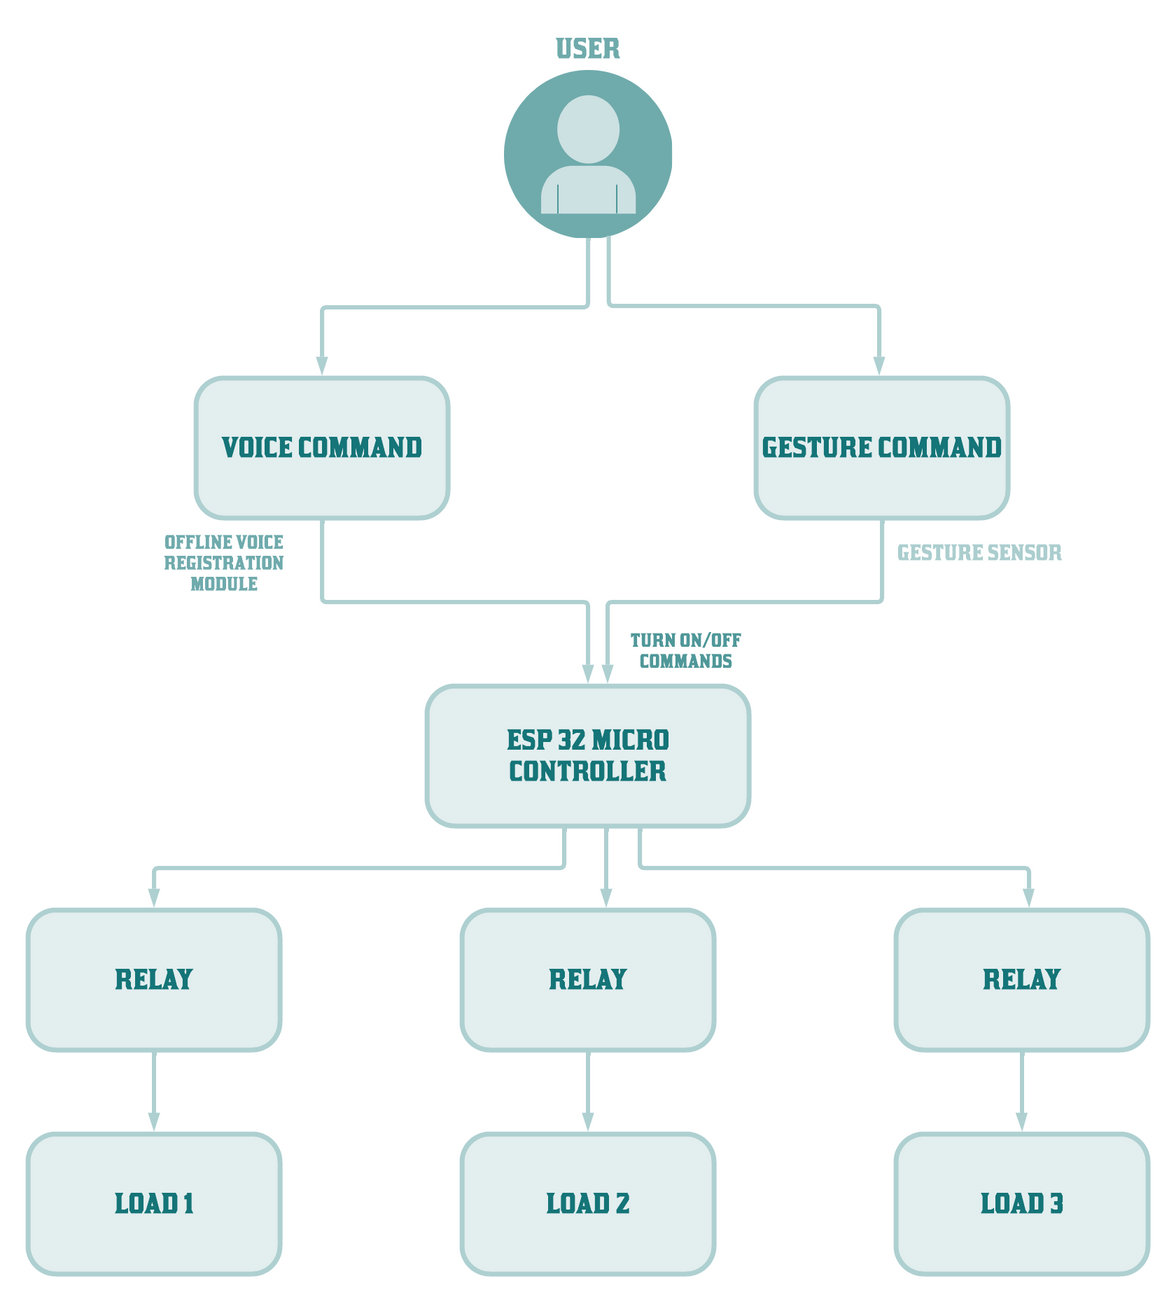 USER
VOICE COMMAND
GESTURE COMMAND
OFFLINE VOICE
REGISTRATION
MODULE
GESTURE SENSOR
TURN ON/OFF
COMMANDS
ESP 32 MICRO
CONTROLLER
RELAY
RELAY
RELAY
LOAD 1
LOAD 2
LOAD 3